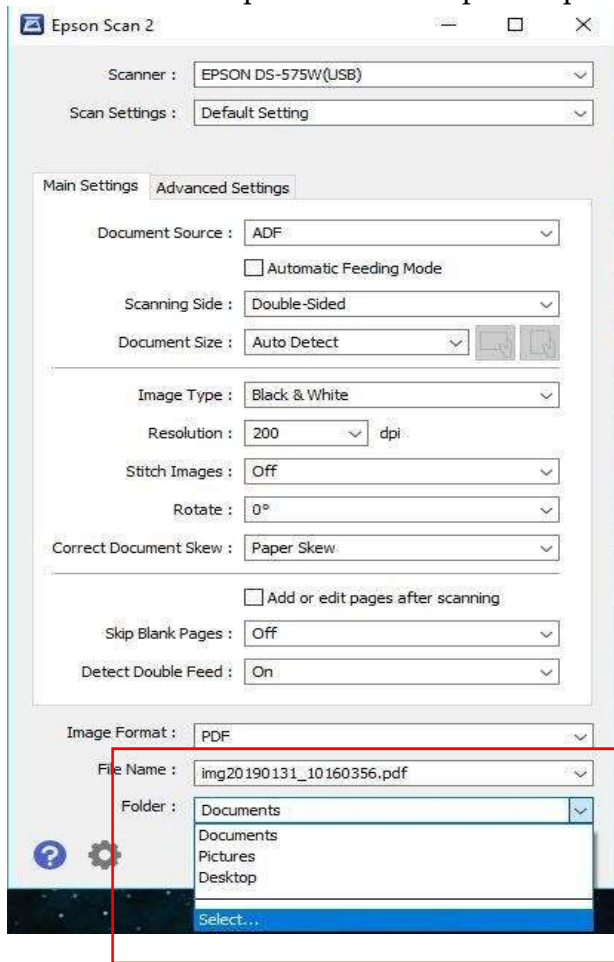 Epson Scan 2
Scanner : EPSON DS-575W(USB)
Scan Settings : Default Setting
Main Settings Advanced Settings
Document Source : ADF
Automatic Feeding Mode
Scanning Side : Double-Sided
Document Size : Auto Detect
Image Type : Black & White
Resolution : 200 dpi
Stitch Images : Off
Rotate : 0°
Correct Document Skew : Paper Skew
Add or edit pages after scanning
Skip Blank Pages : Off
Detect Double Feed : On
Image Format : PDF
File Name : img20190131_10160356.pdf
Folder : Documents
Documents
Pictures
Desktop
Select...